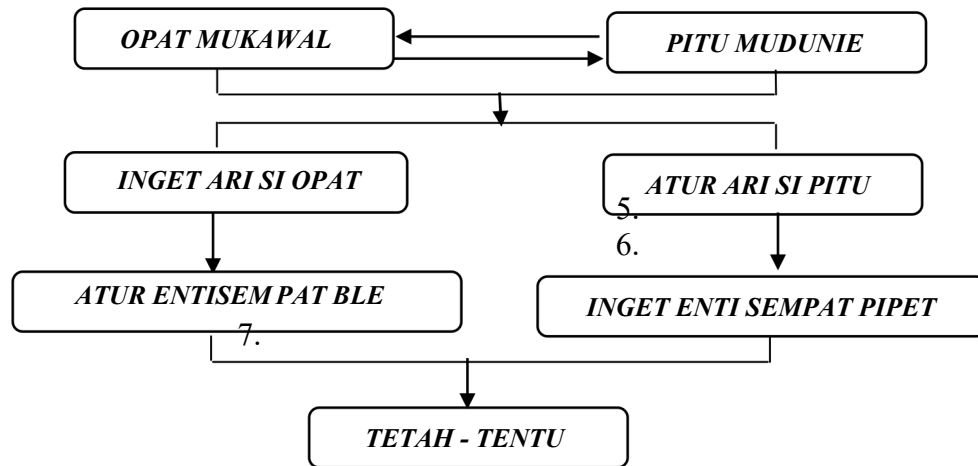 OPAT MUKAWAL
PITU MUDUNIE
INGET ARI SI OPAT
ATUR ARI SI PITU
5.
6.
ATUR ENTISEM PAT BLE
INGET ENTI SEMPAT PIPET
7.
TETAH - TENTU